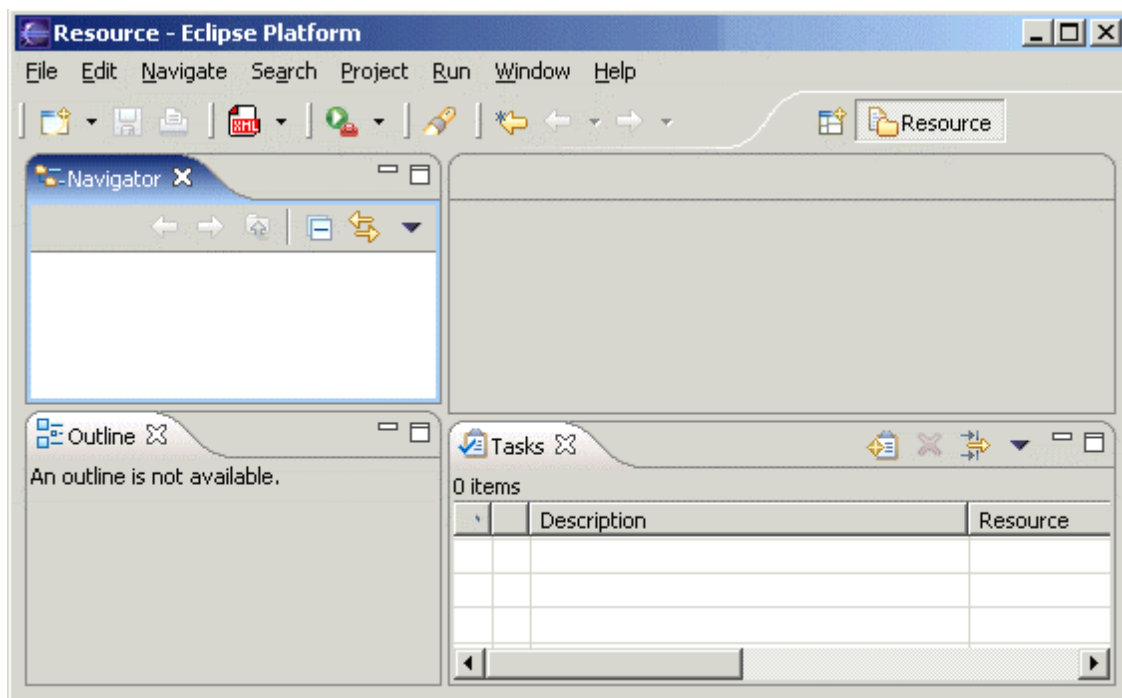 Resource - Eclipse Platform
File Edit Navigate Search Project Run Window Help
XML
Resource
Navigator
Outline
An outline is not available.
Tasks
0 items
Description Resource